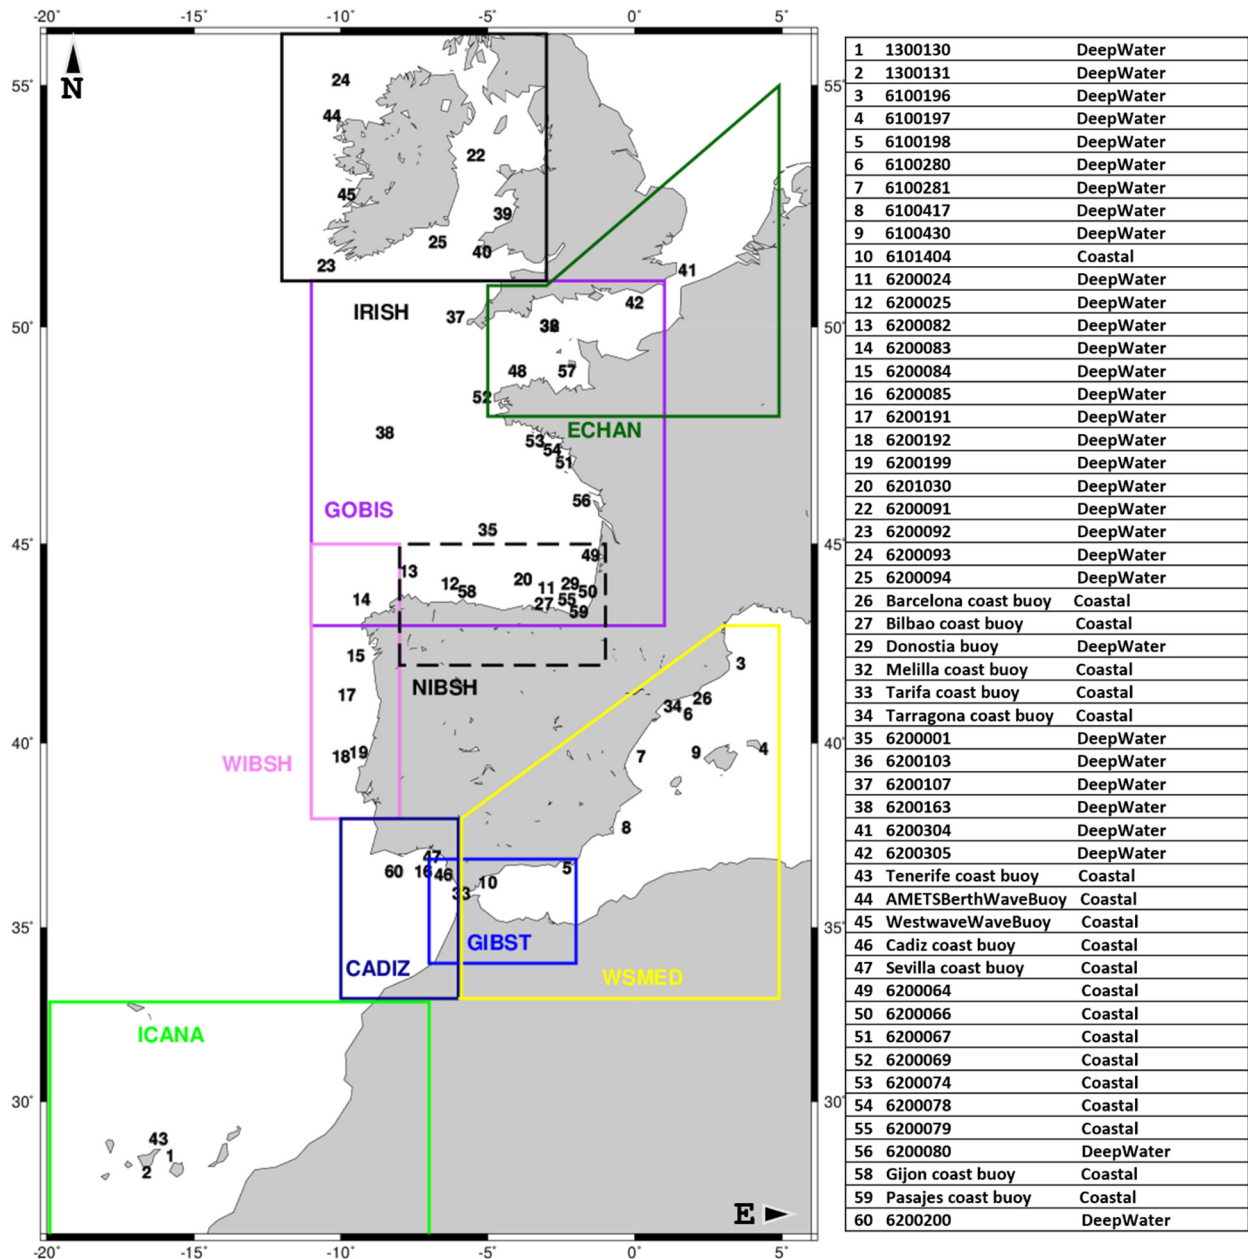 -20° -15° -10° -5° 0° 5°
N
55° 55°
24
44
22
45
39
25
40
23
41
IRISH
42
37
50° 50°
48 57
52
ECHAN
38
53
54
51
56
GOBIS
35
45° 45°
49
13
20
12 58
11 29 50
27 55
59
14
15
NIBSH
3
17
26
34
6
40° 40°
18 19
9 4
7
WIBSH
8
47
60 16 46
5
10
33
35° 35°
GIBST
CADIZ
WSMED
ICANA
30° 30°
43
1
2
E
-20° -15° -10° -5° 0° 5°
1 1300130 DeepWater
2 1300131 DeepWater
3 6100196 DeepWater
4 6100197 DeepWater
5 6100198 DeepWater
6 6100280 DeepWater
7 6100281 DeepWater
8 6100417 DeepWater
9 6100430 DeepWater
10 6101404 Coastal
11 6200024 DeepWater
12 6200025 DeepWater
13 6200082 DeepWater
14 6200083 DeepWater
15 6200084 DeepWater
16 6200085 DeepWater
17 6200191 DeepWater
18 6200192 DeepWater
19 6200199 DeepWater
20 6201030 DeepWater
22 6200091 DeepWater
23 6200092 DeepWater
24 6200093 DeepWater
25 6200094 DeepWater
26 Barcelona coast buoy Coastal
27 Bilbao coast buoy Coastal
29 Donostia buoy DeepWater
32 Melilla coast buoy Coastal
33 Tarifa coast buoy Coastal
34 Tarragona coast buoy Coastal
35 6200001 DeepWater
36 6200103 DeepWater
37 6200107 DeepWater
38 6200163 DeepWater
41 6200304 DeepWater
42 6200305 DeepWater
43 Tenerife coast buoy Coastal
44 AMETSBerthWaveBuoy Coastal
45 WestwaveWaveBuoy Coastal
46 Cadiz coast buoy Coastal
47 Sevilla coast buoy Coastal
49 6200064 Coastal
50 6200066 Coastal
51 6200067 Coastal
52 6200069 Coastal
53 6200074 Coastal
54 6200078 Coastal
55 6200079 Coastal
56 6200080 DeepWater
58 Gijon coast buoy Coastal
59 Pasajes coast buoy Coastal
60 6200200 DeepWater